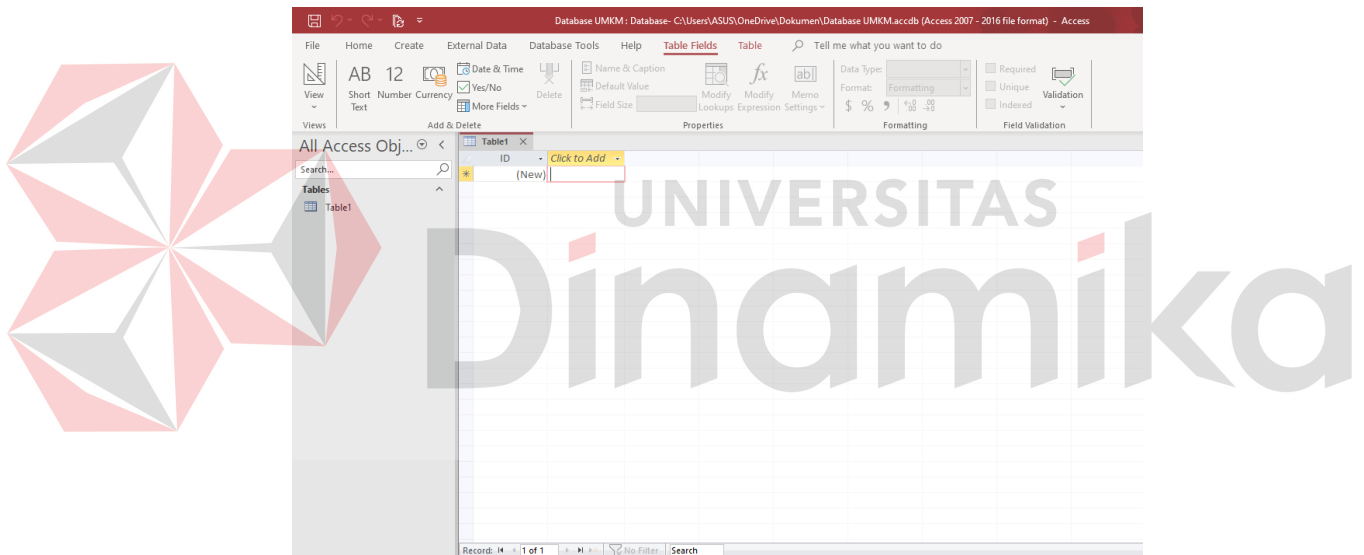 Database UMKM : Database- C:\Users\ASUS\OneDrive\Dokumen\Database UMKM.accdb (Access 2007 - 2016 file format) - Access
File Home Create External Data Database Tools Help Table Fields Table Tell me what you want to do
View
AB Short Text
12 Number
Currency
Date & Time
Yes/No
More Fields
Delete
Name & Caption
Default Value
Field Size
Modify Lookups
fx Modify Expression
ab Memo Settings
Data Type:
Format: Formatting
$ % 9 .00 .00
Required
Unique
Indexed
Validation
Views Add & Delete Properties Formatting Field Validation
All Access Obj...
Search...
Tables
Table1
Table1
ID Click to Add
(New)
UNIVERSITAS
Dinamika
Record: 1 of 1 No Filter Search